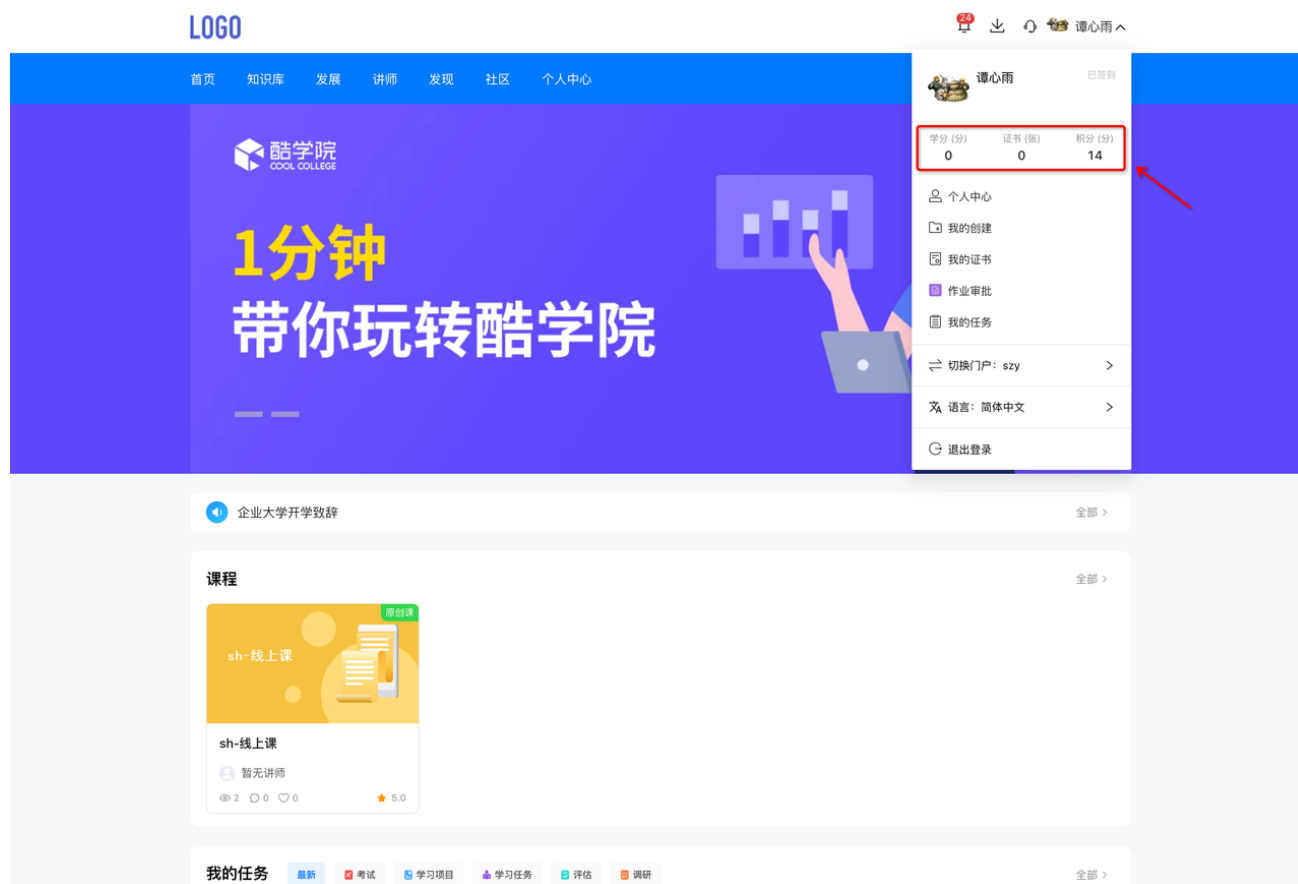 LOGO
24
谭心雨
首页 知识库 发展 讲师 发现 社区 个人中心
谭心雨 已签到
学分 (分) 证书 (张) 积分 (分)
0 0 14
个人中心
我的创建
我的证书
作业审批
我的任务
切换门户: szy
语言: 简体中文
退出登录
酷学院
COOL COLLEGE
1分钟
带你玩转酷学院
企业大学开学致辞 全部
课程 全部
原创课
sh-线上课
sh-线上课
暂无讲师
2 0 0 5.0
我的任务 最新 考试 学习项目 学习任务 评估 调研 全部